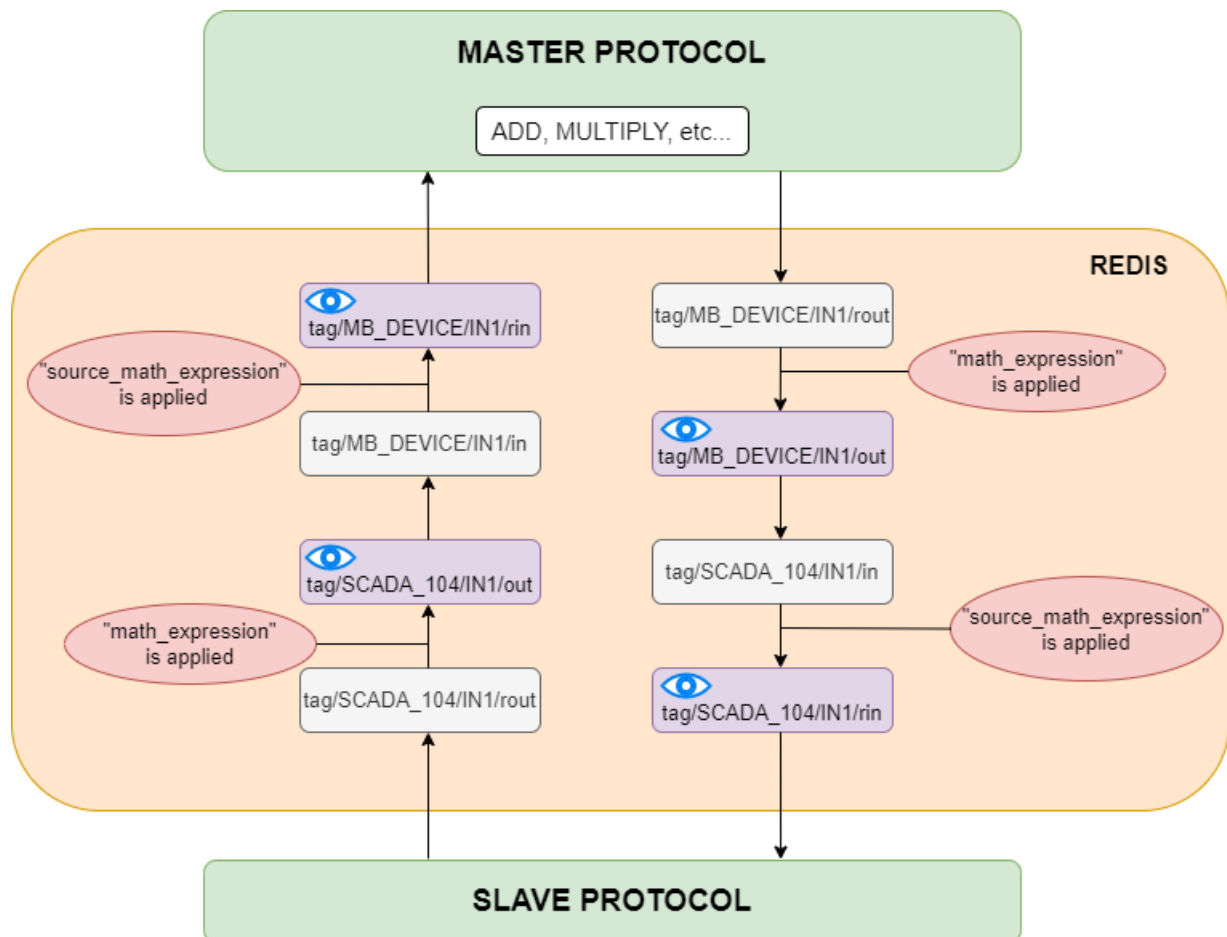 MASTER PROTOCOL
ADD, MULTIPLY, etc...
REDIS
tag/MB_DEVICE/IN1/rin
tag/MB_DEVICE/IN1/rout
"source_math_expression"
is applied
"math_expression"
is applied
tag/MB_DEVICE/IN1/in
tag/MB_DEVICE/IN1/out
tag/SCADA_104/IN1/out
tag/SCADA_104/IN1/in
"math_expression"
is applied
"source_math_expression"
is applied
tag/SCADA_104/IN1/rout
tag/SCADA_104/IN1/rin
SLAVE PROTOCOL